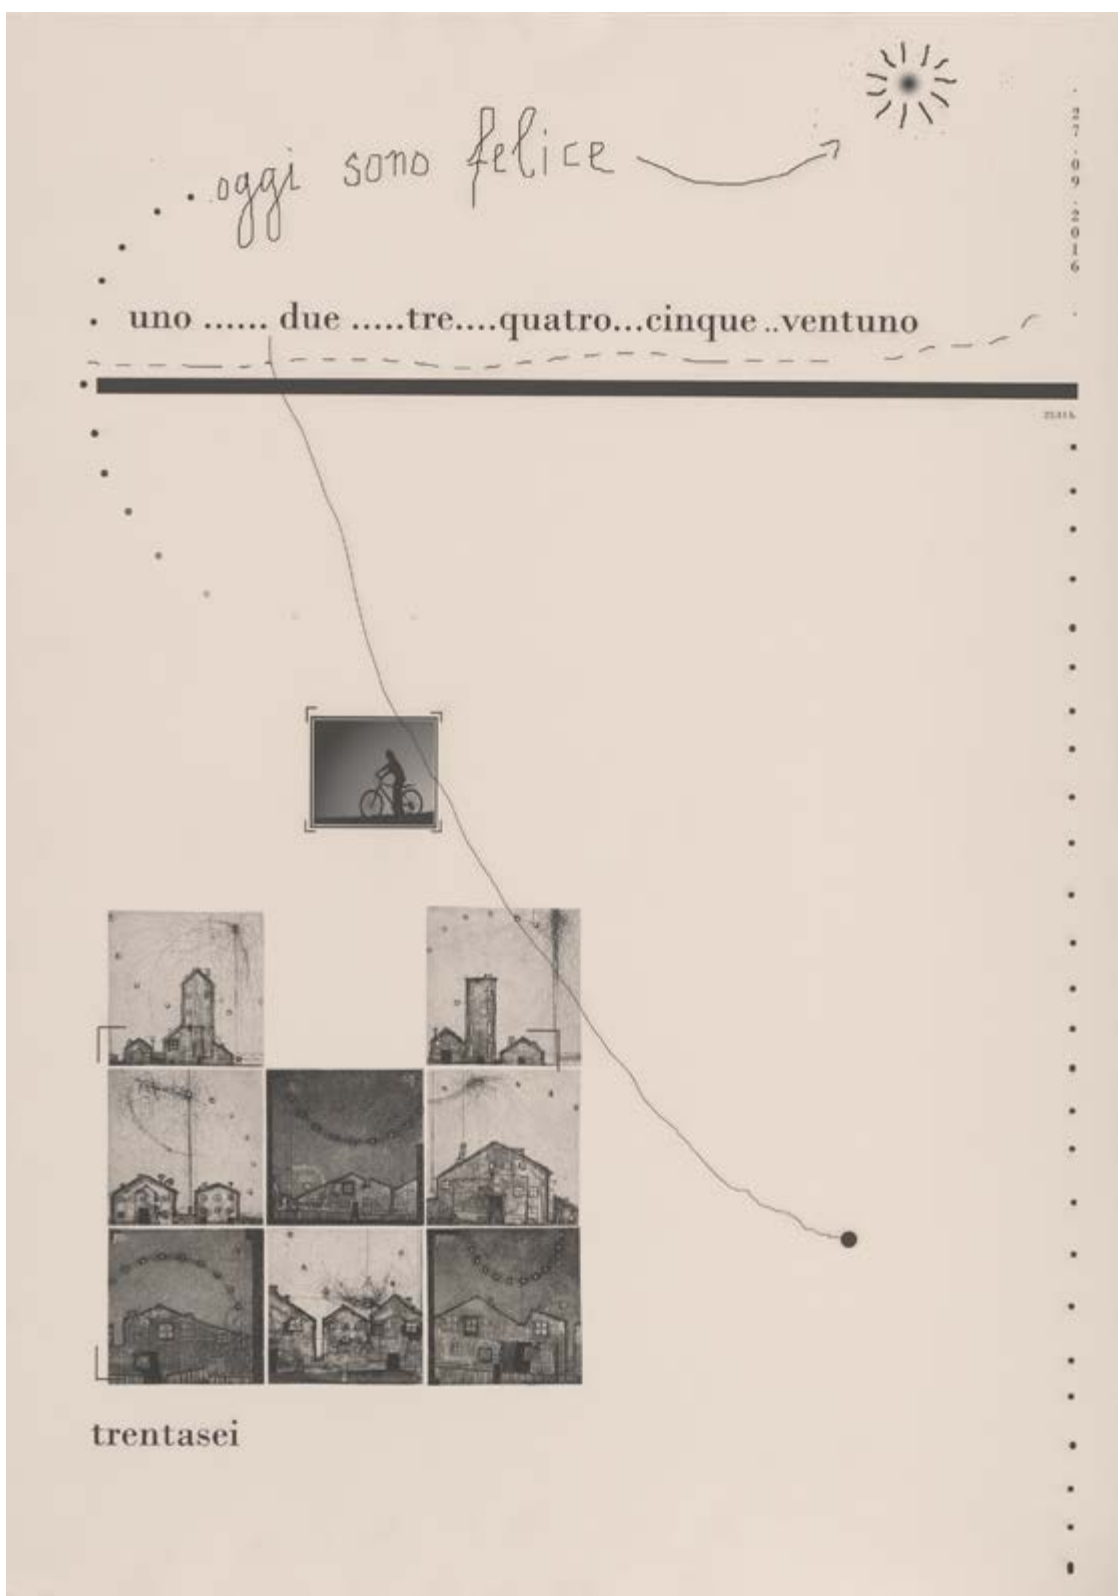 ..oggi sono felice
· 27·09·2016 ·
uno ...... due .....tre....quatro...cinque ..ventuno
trentasei